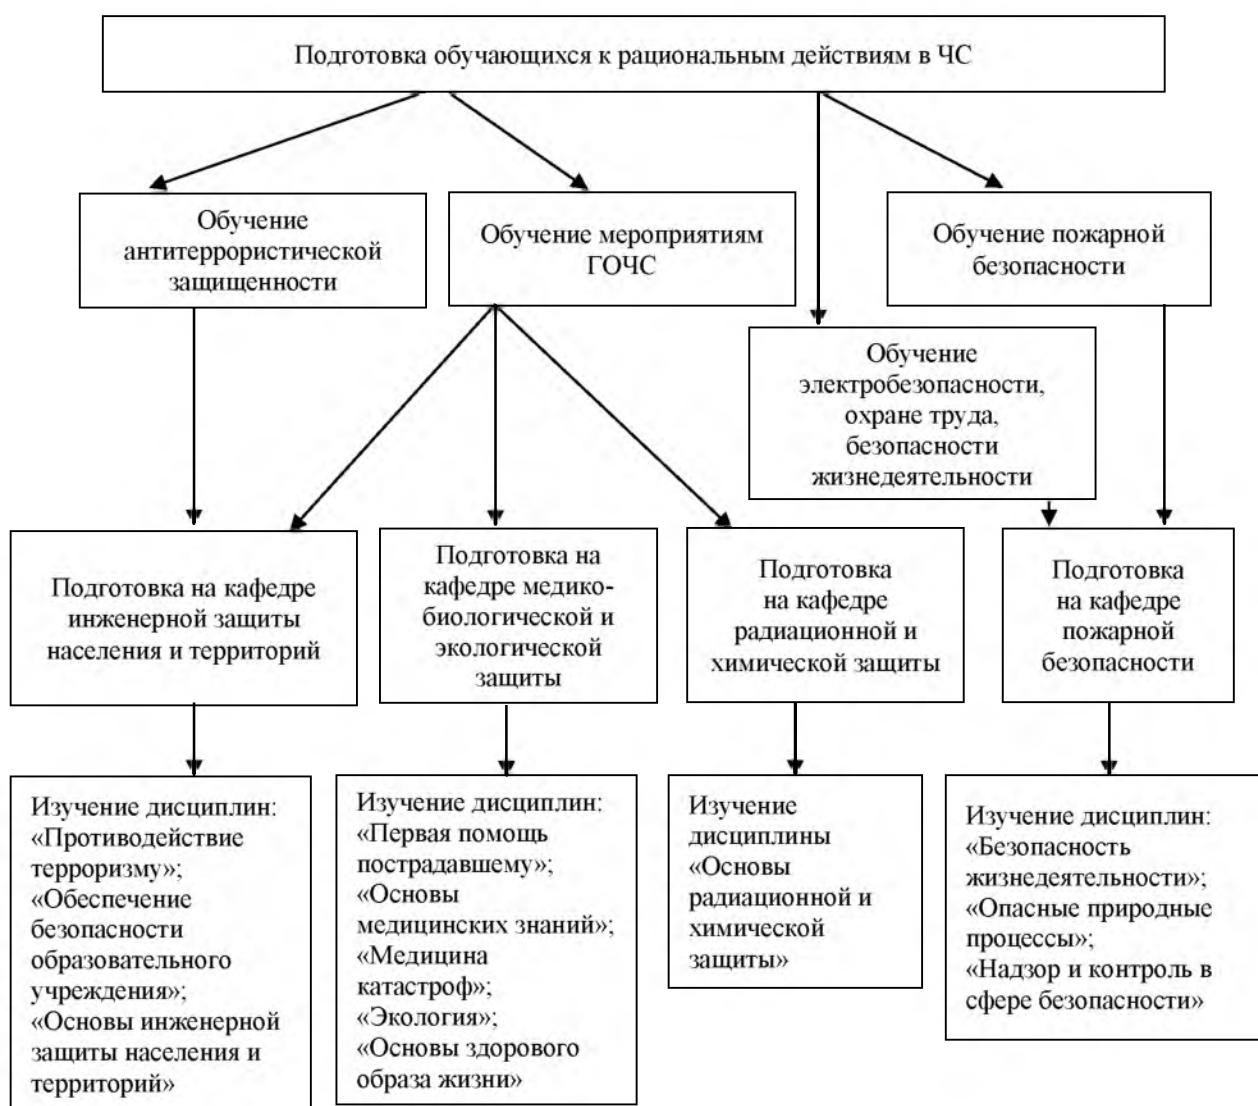 Подготовка обучающихся к рациональным действиям в ЧС
Обучение
антитеррористической
защищенности
Обучение мероприятиям
ГОЧС
Обучение пожарной
безопасности
Обучение
электробезопасности,
охране труда,
безопасности
жизнедеятельности
Подготовка на кафедре
инженерной защиты
населения и территорий
Подготовка на
кафедре медико-
биологической и
экологической
защиты
Подготовка
на кафедре
радиационной и
химической защиты
Подготовка
на кафедре
пожарной
безопасности
Изучение дисциплин:
«Противодействие
терроризму»;
«Обеспечение
безопасности
образовательного
учреждения»;
«Основы инженерной
защиты населения и
территорий»
Изучение дисциплин:
«Первая помощь
пострадавшему»;
«Основы
медицинских знаний»;
«Медицина
катастроф»;
«Экология»;
«Основы здорового
образа жизни»
Изучение
дисциплины
«Основы
радиационной и
химической
защиты»
Изучение дисциплин:
«Безопасность
жизнедеятельности»;
«Опасные природные
процессы»;
«Надзор и контроль в
сфере безопасности»